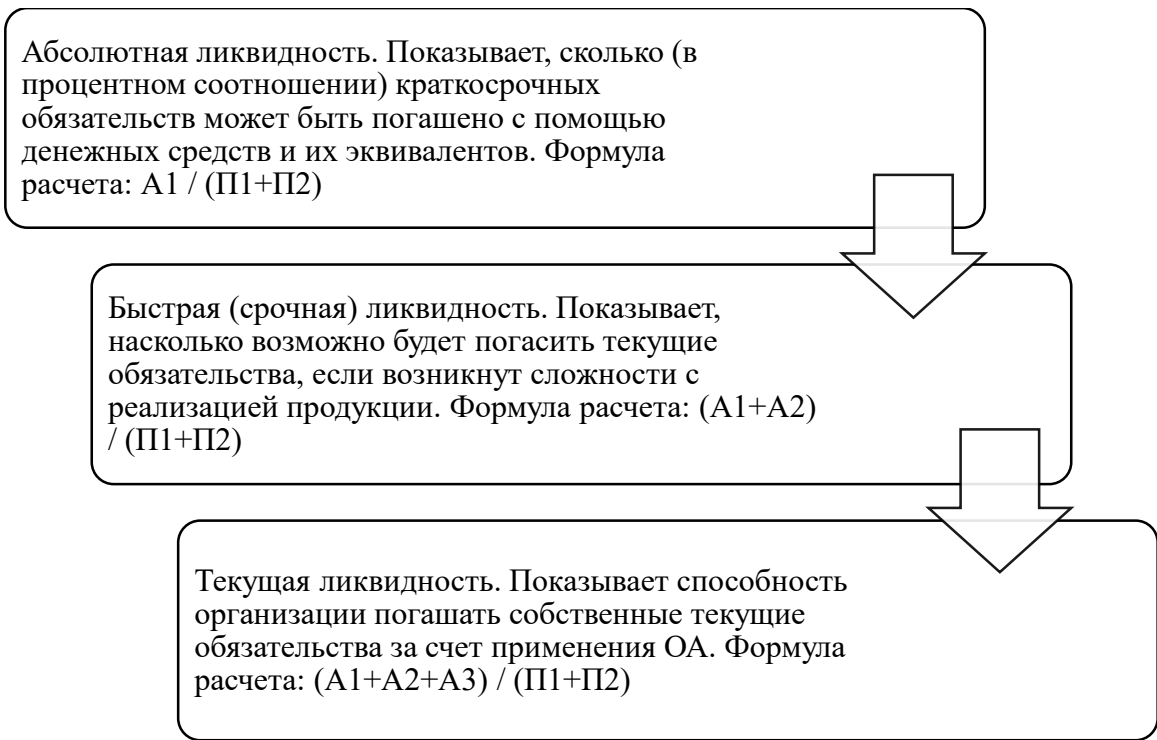 Абсолютная ликвидность. Показывает, сколько (в
процентном соотношении) краткосрочных
обязательств может быть погашено с помощью
денежных средств и их эквивалентов. Формула
расчета: А1 / (П1+П2)
Быстрая (срочная) ликвидность. Показывает,
насколько возможно будет погасить текущие
обязательства, если возникнут сложности с
реализацией продукции. Формула расчета: (А1+А2)
/ (П1+П2)
Текущая ликвидность. Показывает способность
организации погашать собственные текущие
обязательства за счет применения ОА. Формула
расчета: (А1+А2+А3) / (П1+П2)